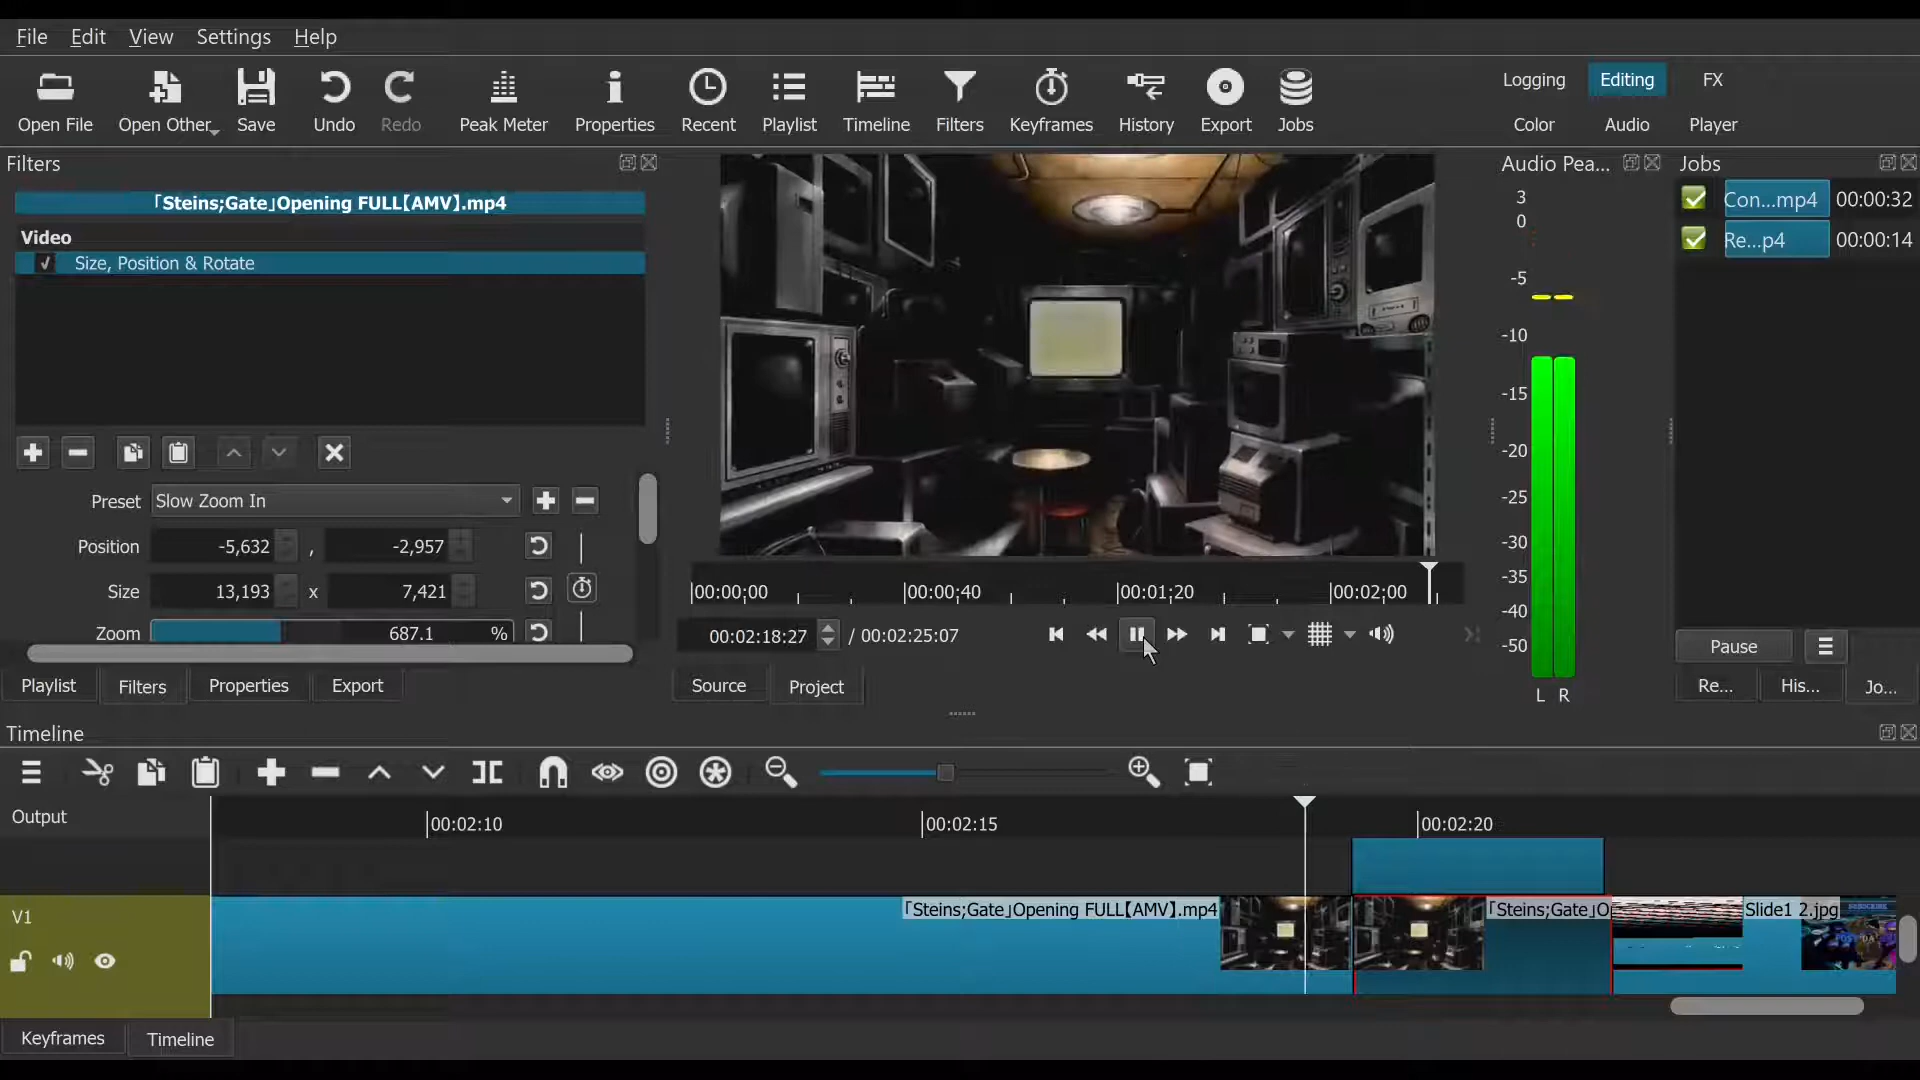 File Edit View Settings Help
Open File Open Other Save Undo Redo Peak Meter Properties Recent Playlist Timeline Filters Keyframes History Export Jobs
Logging Editing FX
Color Audio Player
Filters
Audio Pea...
Jobs
「Steins;Gate」Opening FULL【AMV】.mp4
Video
Size, Position & Rotate
Preset Slow Zoom In
Position -5,632 , -2,957
Size 13,193 x 7,421
Zoom 687.1 %
Playlist Filters Properties Export
00:00:00 00:00:40 00:01:20 00:02:00
00:02:18:27 / 00:02:25:07
Source Project
3
0
-5
-10
-15
-20
-25
-30
-35
-40
-50
L R
Con...mp4 00:00:32
Re...p4 00:00:14
Pause
Re... His... Jo...
Timeline
Output
00:02:10 00:02:15 00:02:20
V1
「Steins;Gate」Opening FULL【AMV】.mp4
「Steins;Gate」O
Slide1 2.jpg
SUBSCRIBE
Keyframes Timeline